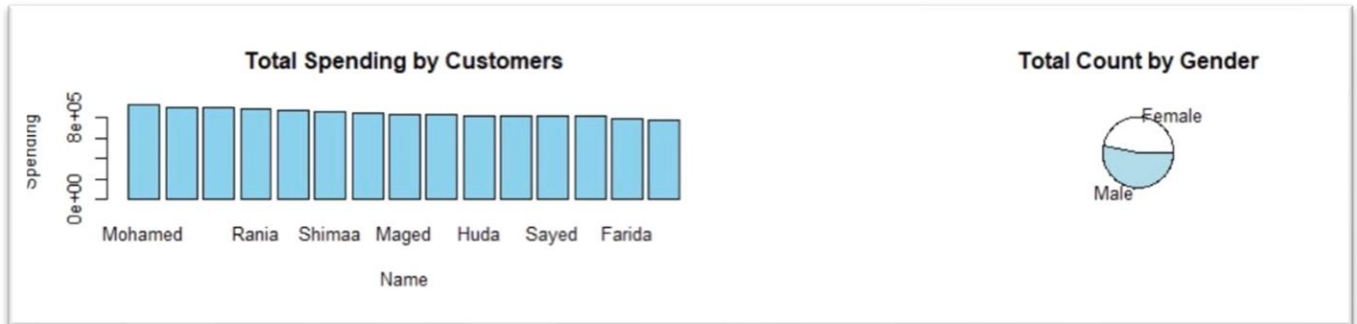 Total Spending by Customers
Spending
8e+05
0e+00
Mohamed Rania Shimaa Maged Huda Sayed Farida
Name
Total Count by Gender
Female
Male